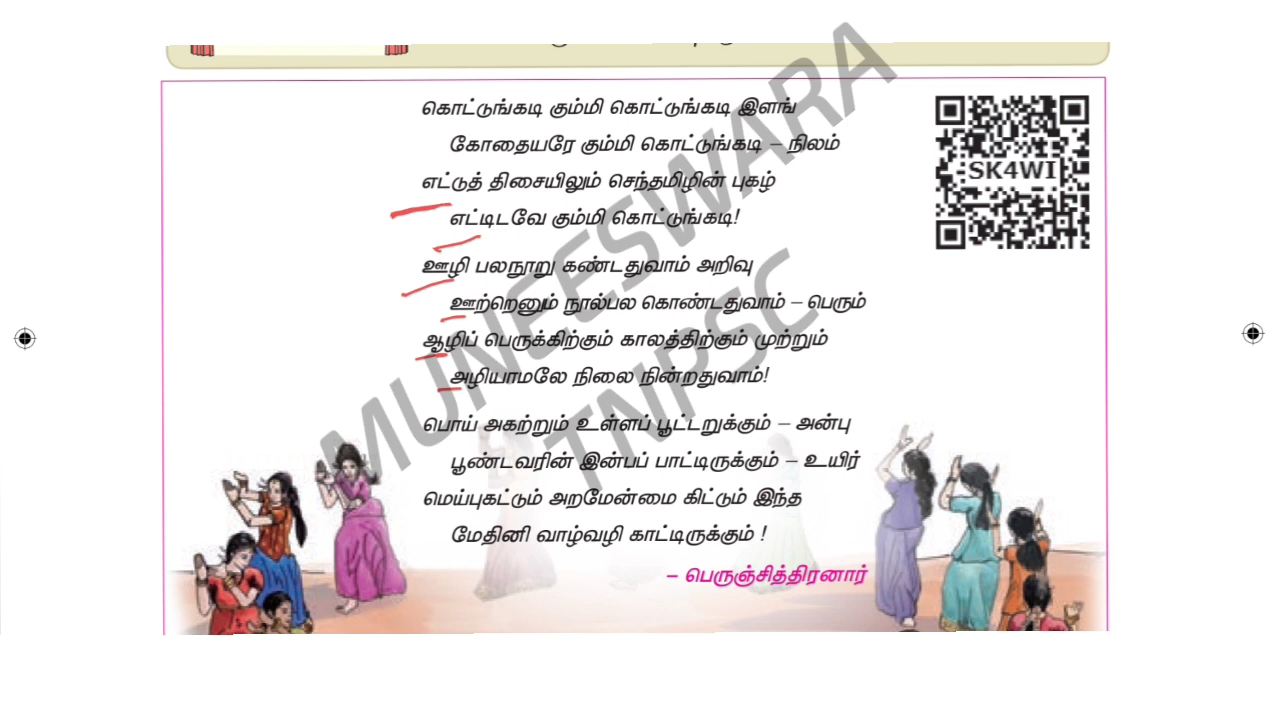 கொட்டுங்கடி கும்மி கொட்டுங்கடி இளங்
கோதையரே கும்மி கொட்டுங்கடி – நிலம்
எட்டுத் திசையிலும் செந்தமிழின் புகழ்
எட்டிடவே கும்மி கொட்டுங்கடி!
ஊழி பலநூறு கண்டதுவாம் அறிவு
ஊற்றெனும் நூல்பல கொண்டதுவாம் – பெரும்
ஆழிப் பெருக்கிற்கும் காலத்திற்கும் முற்றும்
அழியாமலே நிலை நின்றதுவாம்!
பொய் அகற்றும் உள்ளப் பூட்டறுக்கும் – அன்பு
பூண்டவரின் இன்பப் பாட்டிருக்கும் – உயிர்
மெய்புகட்டும் அறமேன்மை கிட்டும் இந்த
மேதினி வாழ்வழி காட்டிருக்கும் !
– பெருஞ்சித்திரனார்
SK4WI
MUNEESWARA
TNPSC